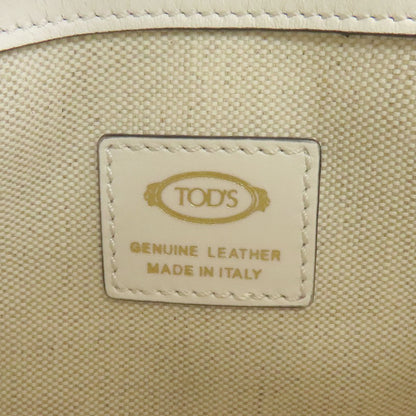 TOD'S
GENUINE LEATHER
MADE IN ITALY